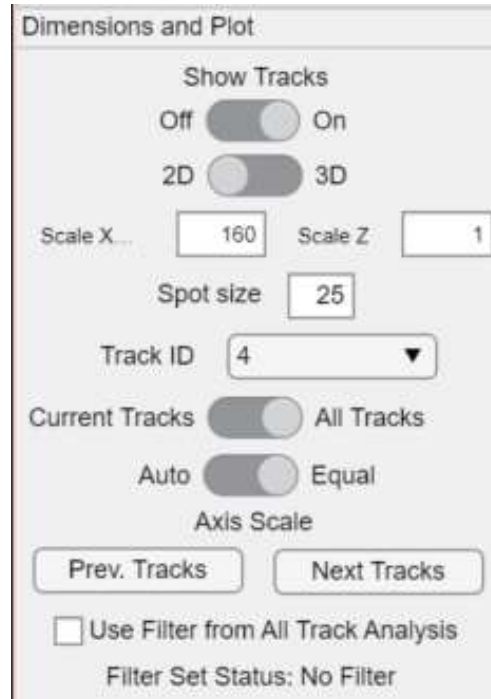 Dimensions and Plot
Show Tracks
Off On
2D 3D
Scale X... 160 Scale Z 1
Spot size 25
Track ID 4
Current Tracks All Tracks
Auto Equal
Axis Scale
Prev. Tracks Next Tracks
Use Filter from All Track Analysis
Filter Set Status: No Filter